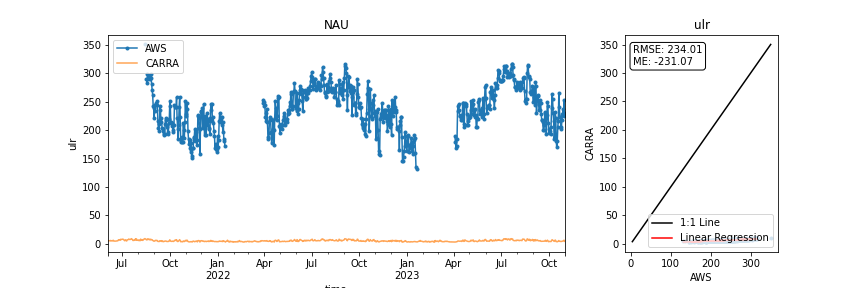 NAU
ulr
350
300
250
200
150
100
50
0
AWS
CARRA
ulr
Jul
Oct
Jan
2022
Apr
Jul
Oct
Jan
2023
Apr
Jul
Oct
350
300
250
200
150
100
50
0
RMSE: 234.01
ME: -231.07
CARRA
1:1 Line
Linear Regression
0
100
200
300
AWS